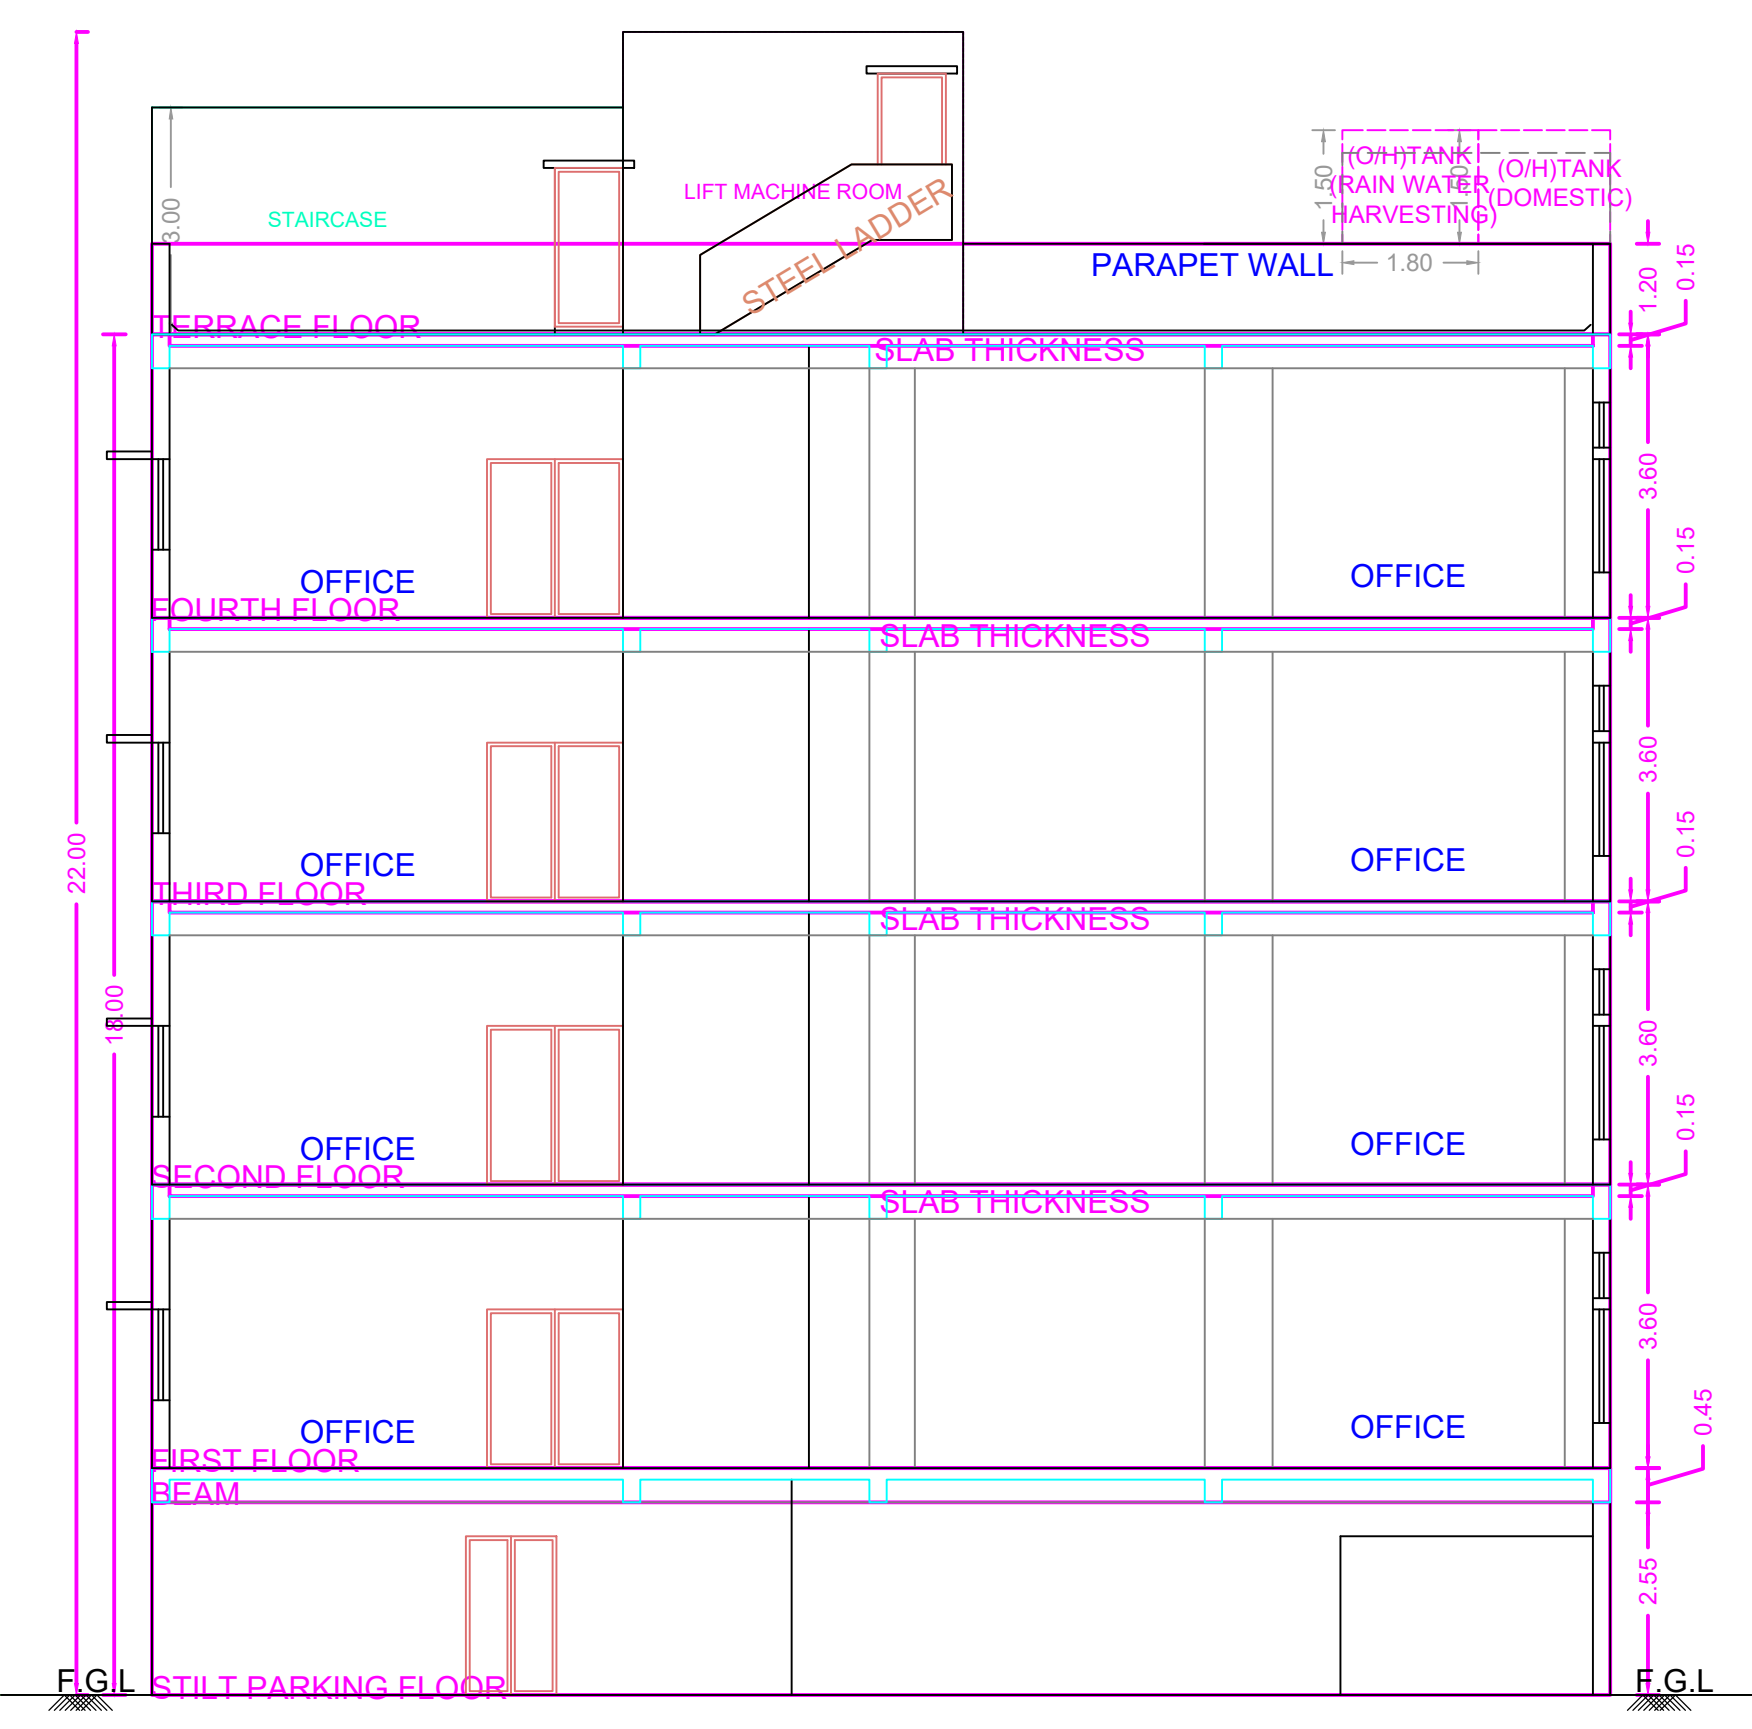 (O/H)TANK
(RAIN WATER
HARVESTING)
(O/H)TANK
(DOMESTIC)
1.50
1.50
3.00
STAIRCASE
LIFT MACHINE ROOM
STEEL LADDER
PARAPET WALL
1.80
1.20
0.15
TERRACE FLOOR
SLAB THICKNESS
3.60
0.15
OFFICE
OFFICE
FOURTH FLOOR
SLAB THICKNESS
3.60
0.15
22.00
OFFICE
OFFICE
THIRD FLOOR
SLAB THICKNESS
18.00
3.60
0.15
OFFICE
OFFICE
SECOND FLOOR
SLAB THICKNESS
3.60
0.45
OFFICE
OFFICE
FIRST FLOOR
BEAM
2.55
F.G.L
STILT PARKING FLOOR
F.G.L